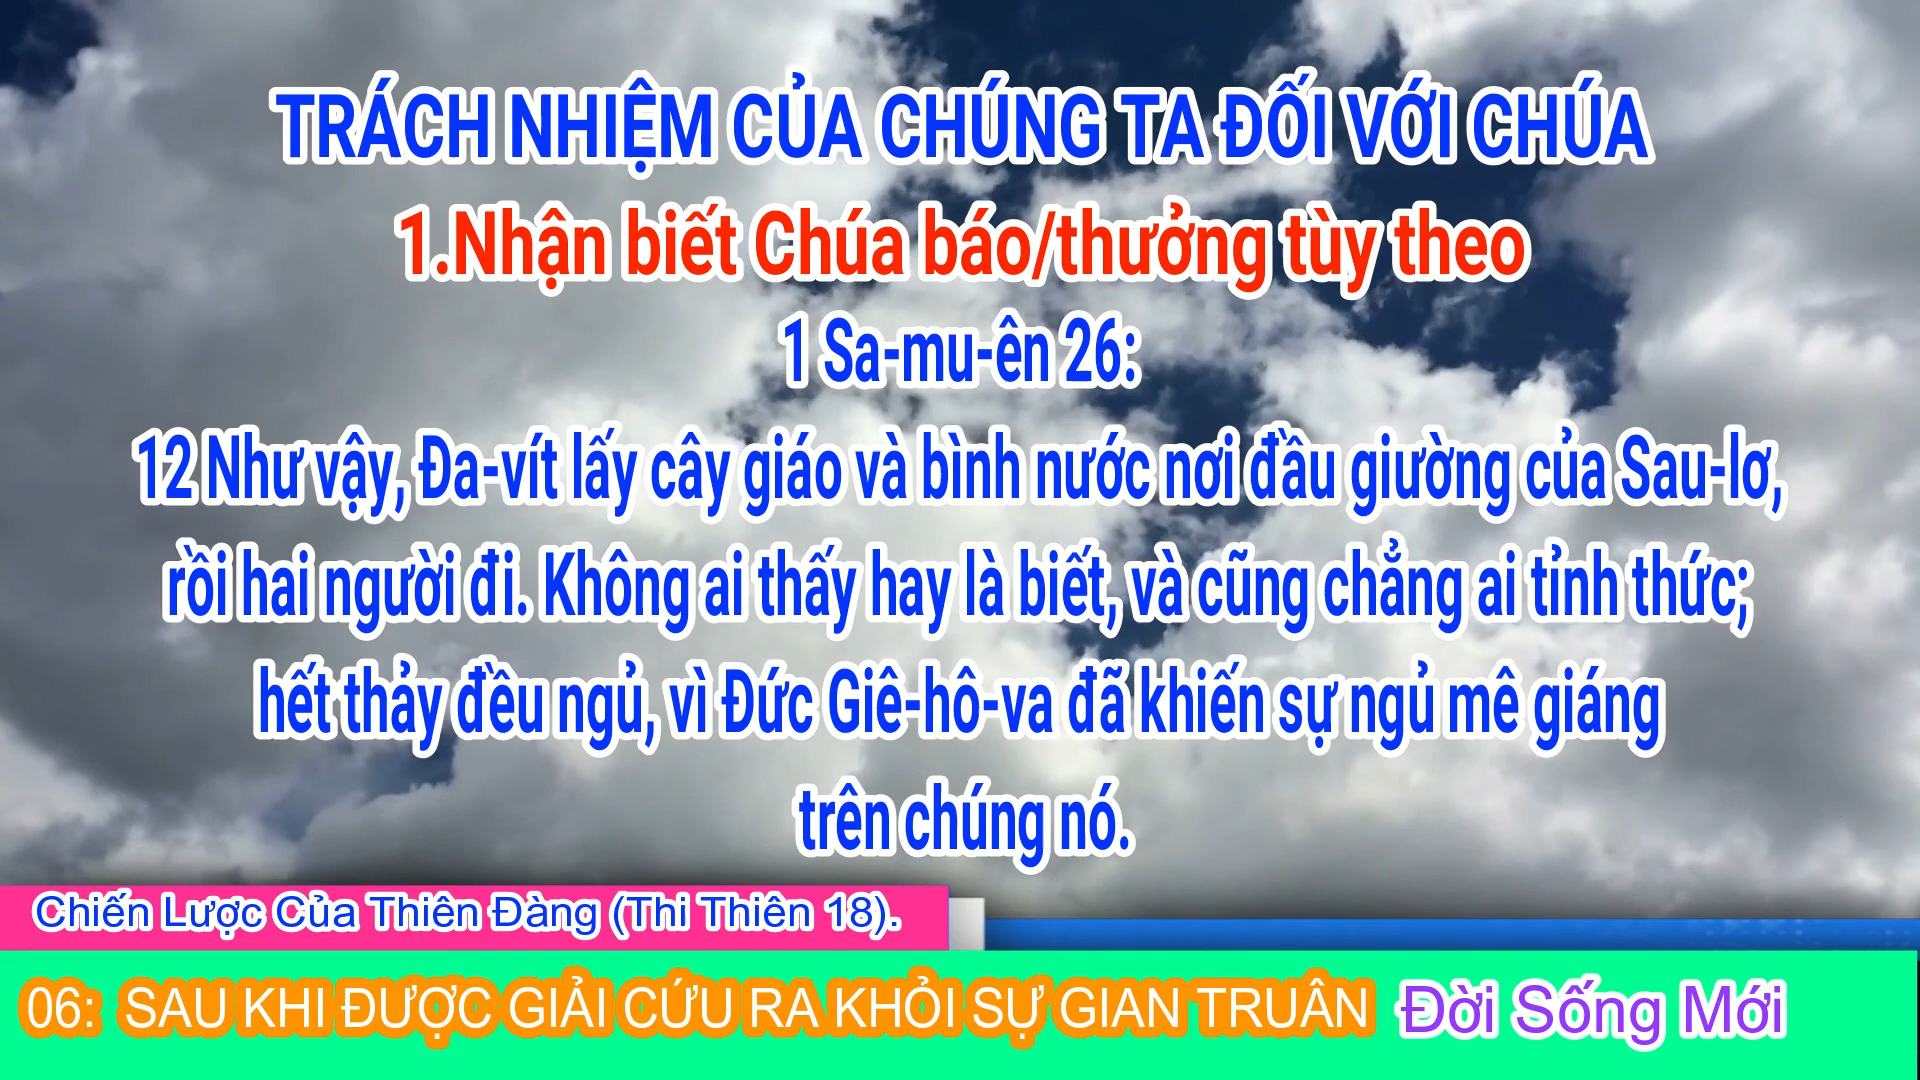 TRÁCH NHIỆM CỦA CHÚNG TA ĐỐI VỚI CHÚA
1.Nhận biết Chúa báo/thưởng tùy theo
1 Sa-mu-ên 26:
12 Như vậy, Đa-vít lấy cây giáo và bình nước nơi đầu giường của Sau-lơ,
rồi hai người đi. Không ai thấy hay là biết, và cũng chẳng ai tỉnh thức;
hết thảy đều ngủ, vì Đức Giê-hô-va đã khiến sự ngủ mê giáng
trên chúng nó.
Chiến Lược Của Thiên Đàng (Thi Thiên 18).
06: SAU KHI ĐƯỢC GIẢI CỨU RA KHỎI SỰ GIAN TRUÂN Đời Sống Mới